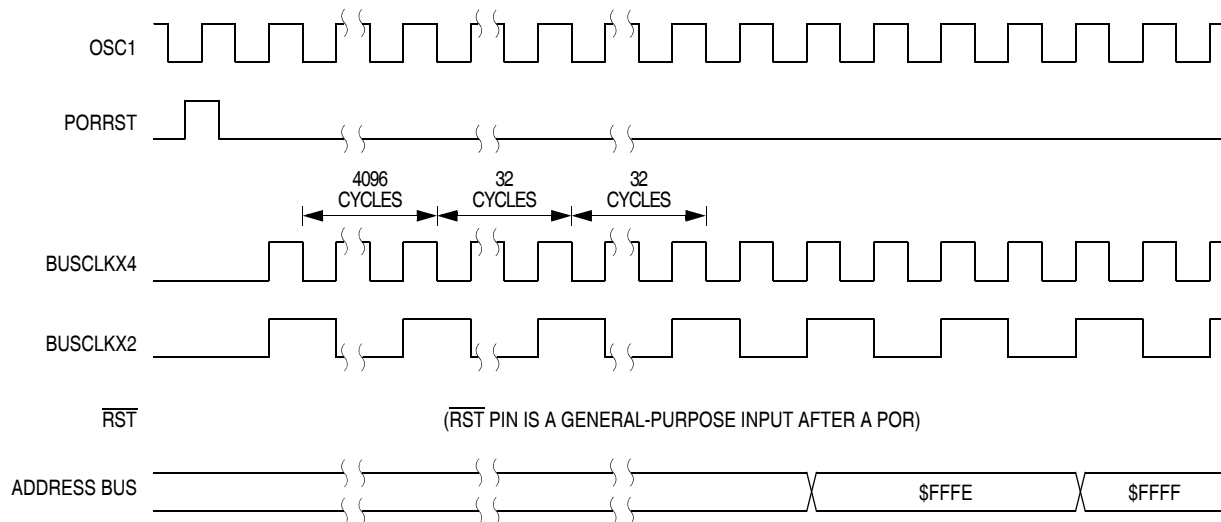 OSC1
PORRST
4096
CYCLES
32
CYCLES
32
CYCLES
BUSCLKX4
BUSCLKX2
RST
(RST PIN IS A GENERAL-PURPOSE INPUT AFTER A POR)
ADDRESS BUS
$FFFE
$FFFF